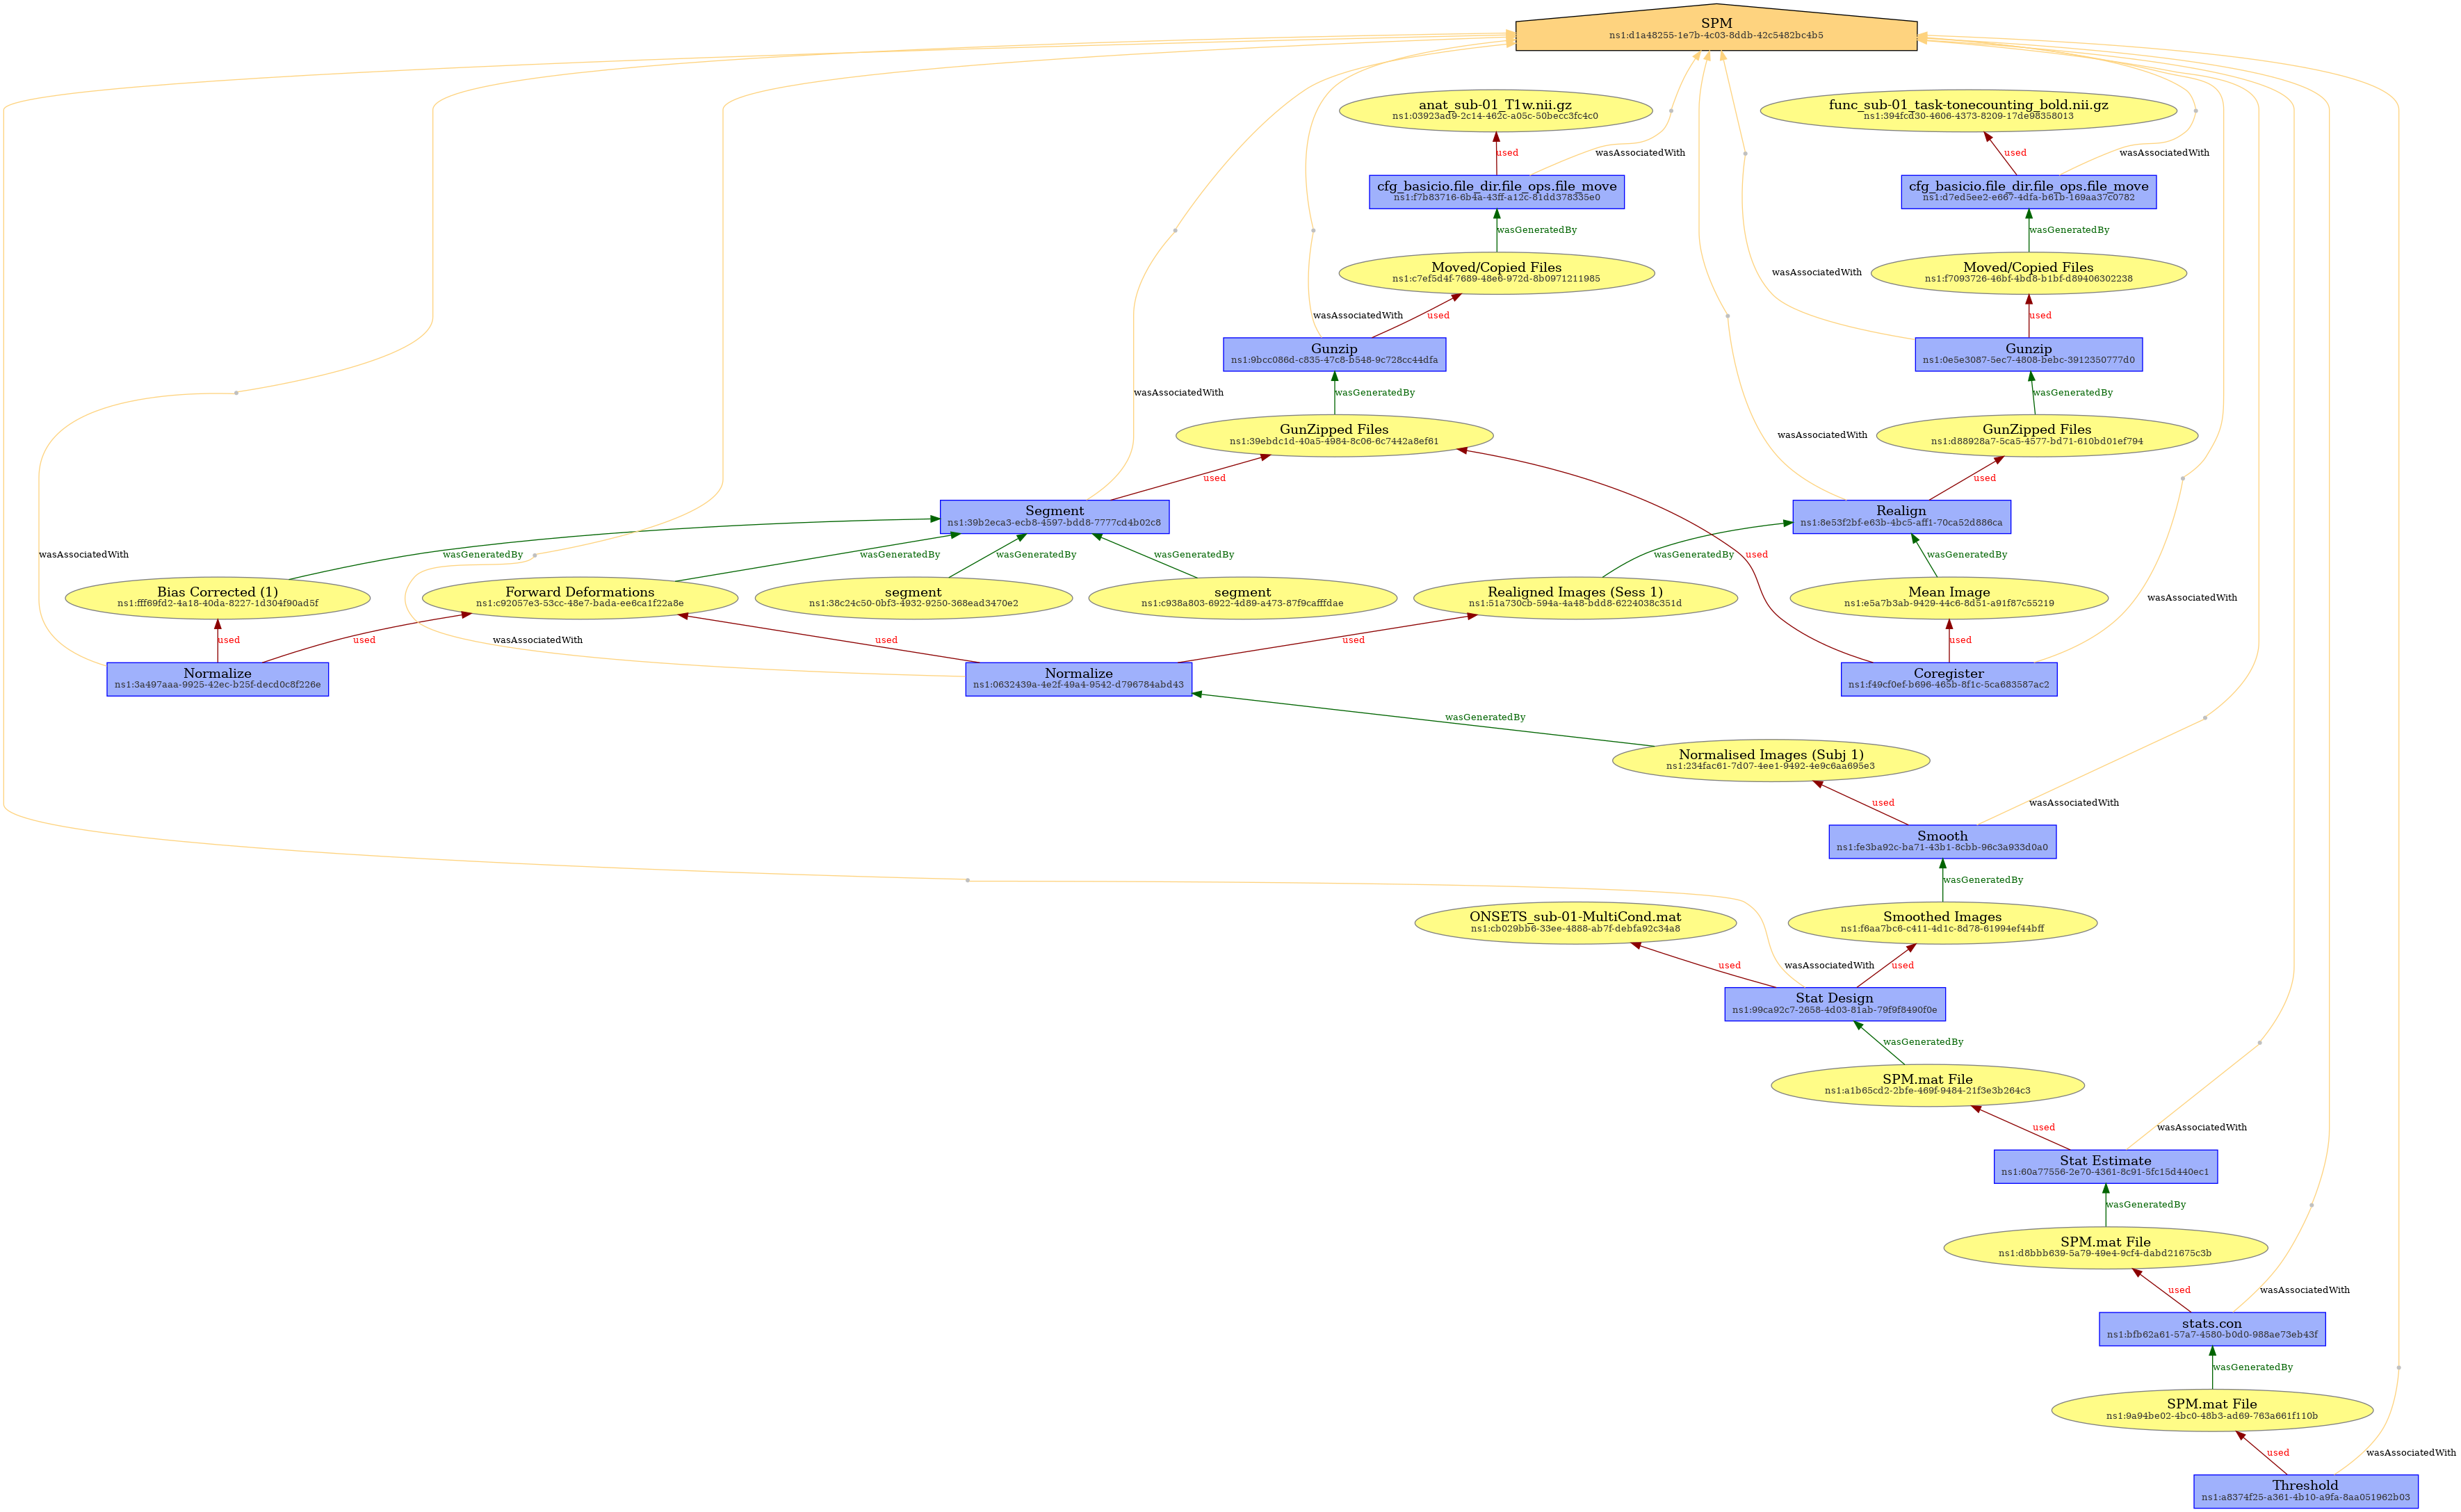 SPM
ns1:d1a48255-1e7b-4c03-8ddb-42c5482bc4b5
anat_sub-01_T1w.nii.gz
ns1:03923ad9-2c14-462c-a05c-50becc3fc4c0
func_sub-01_task-tonecounting_bold.nii.gz
ns1:394fcd30-4606-4373-8209-17de98358013
used
wasAssociatedWith
used
wasAssociatedWith
cfg_basicio.file_dir.file_ops.file_move
ns1:f7b83716-6b4a-43ff-a12c-81dd378335e0
cfg_basicio.file_dir.file_ops.file_move
ns1:d7ed5ee2-e667-4dfa-b61b-169aa37c0782
wasGeneratedBy
wasGeneratedBy
Moved/Copied Files
ns1:c7ef5d4f-7689-48e6-972d-8b0971211985
wasAssociatedWith
Moved/Copied Files
ns1:f7093726-46bf-4bd8-b1bf-d89406302238
wasAssociatedWith
used
used
Gunzip
ns1:9bcc086d-c835-47c8-b548-9c728cc44dfa
Gunzip
ns1:0e5e3087-5ec7-4808-bebc-3912350777d0
wasAssociatedWith
wasGeneratedBy
wasGeneratedBy
GunZipped Files
ns1:39ebdc1d-40a5-4984-8c06-6c7442a8ef61
wasAssociatedWith
GunZipped Files
ns1:d88928a7-5ca5-4577-bd71-610bd01ef794
used
used
Segment
ns1:39b2eca3-ecb8-4597-bdd8-7777cd4b02c8
Realign
ns1:8e53f2bf-e63b-4bc5-aff1-70ca52d886ca
wasAssociatedWith
wasGeneratedBy
wasGeneratedBy
wasGeneratedBy
wasGeneratedBy
wasGeneratedBy
used
wasGeneratedBy
Bias Corrected (1)
ns1:fff69fd2-4a18-40da-8227-1d304f90ad5f
Forward Deformations
ns1:c92057e3-53cc-48e7-bada-ee6ca1f22a8e
segment
ns1:38c24c50-0bf3-4932-9250-368ead3470e2
segment
ns1:c938a803-6922-4d89-a473-87f9cafffdae
Realigned Images (Sess 1)
ns1:51a730cb-594a-4a48-bdd8-6224038c351d
Mean Image
ns1:e5a7b3ab-9429-44c6-8d51-a91f87c55219
wasAssociatedWith
used
used
wasAssociatedWith
used
used
used
Normalize
ns1:3a497aaa-9925-42ec-b25f-decd0c8f226e
Normalize
ns1:0632439a-4e2f-49a4-9542-d796784abd43
Coregister
ns1:f49cf0ef-b696-465b-8f1c-5ca683587ac2
wasGeneratedBy
Normalised Images (Subj 1)
ns1:234fac61-7d07-4ee1-9492-4e9c6aa695e3
used
wasAssociatedWith
Smooth
ns1:fe3ba92c-ba71-43b1-8cbb-96c3a933d0a0
wasGeneratedBy
ONSETS_sub-01-MultiCond.mat
ns1:cb029bb6-33ee-4888-ab7f-debfa92c34a8
Smoothed Images
ns1:f6aa7bc6-c411-4d1c-8d78-61994ef44bff
used
wasAssociatedWith
used
Stat Design
ns1:99ca92c7-2658-4d03-81ab-79f9f8490f0e
wasGeneratedBy
SPM.mat File
ns1:a1b65cd2-2bfe-469f-9484-21f3e3b264c3
used
wasAssociatedWith
Stat Estimate
ns1:60a77556-2e70-4361-8c91-5fc15d440ec1
wasGeneratedBy
SPM.mat File
ns1:d8bbb639-5a79-49e4-9cf4-dabd21675c3b
used
wasAssociatedWith
stats.con
ns1:bfb62a61-57a7-4580-b0d0-988ae73eb43f
wasGeneratedBy
SPM.mat File
ns1:9a94be02-4bc0-48b3-ad69-763a661f110b
used
wasAssociatedWith
Threshold
ns1:a8374f25-a361-4b10-a9fa-8aa051962b03